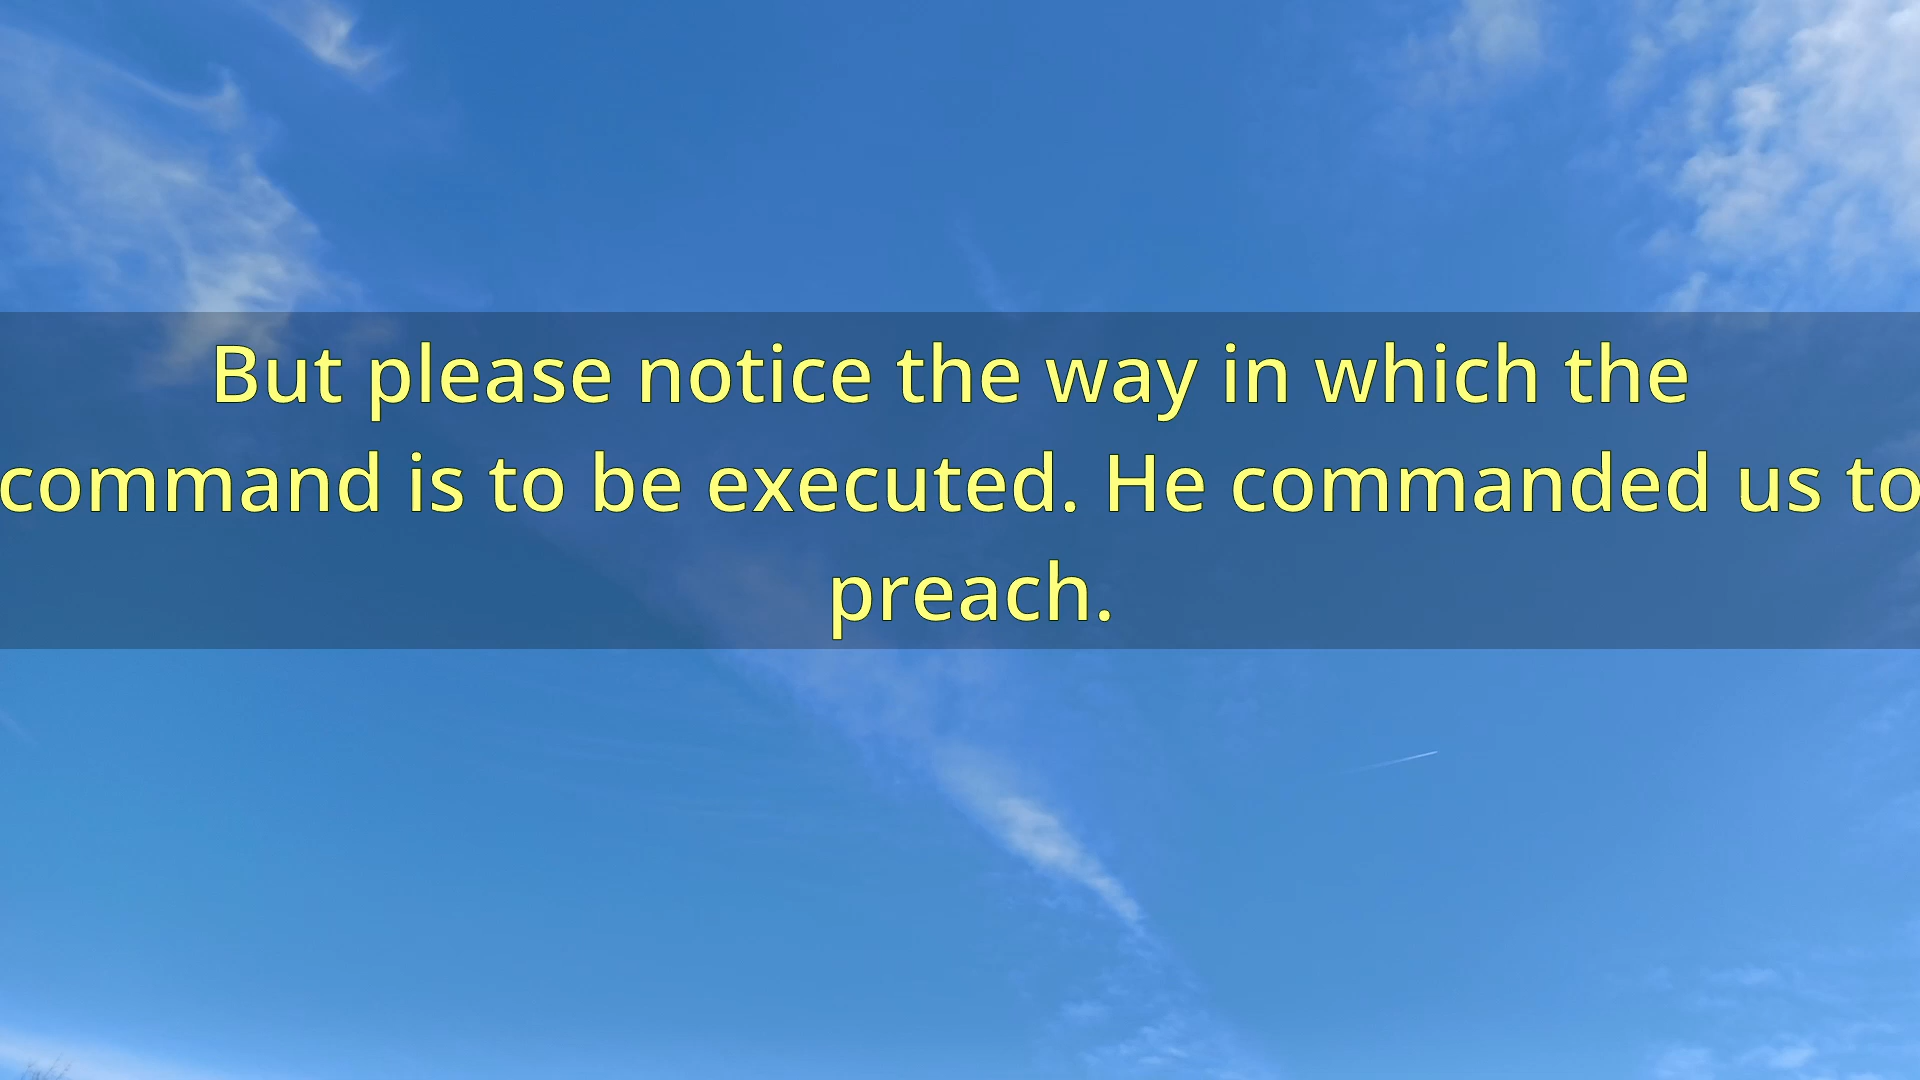 But please notice the way in which the
command is to be executed. He commanded us to
preach.